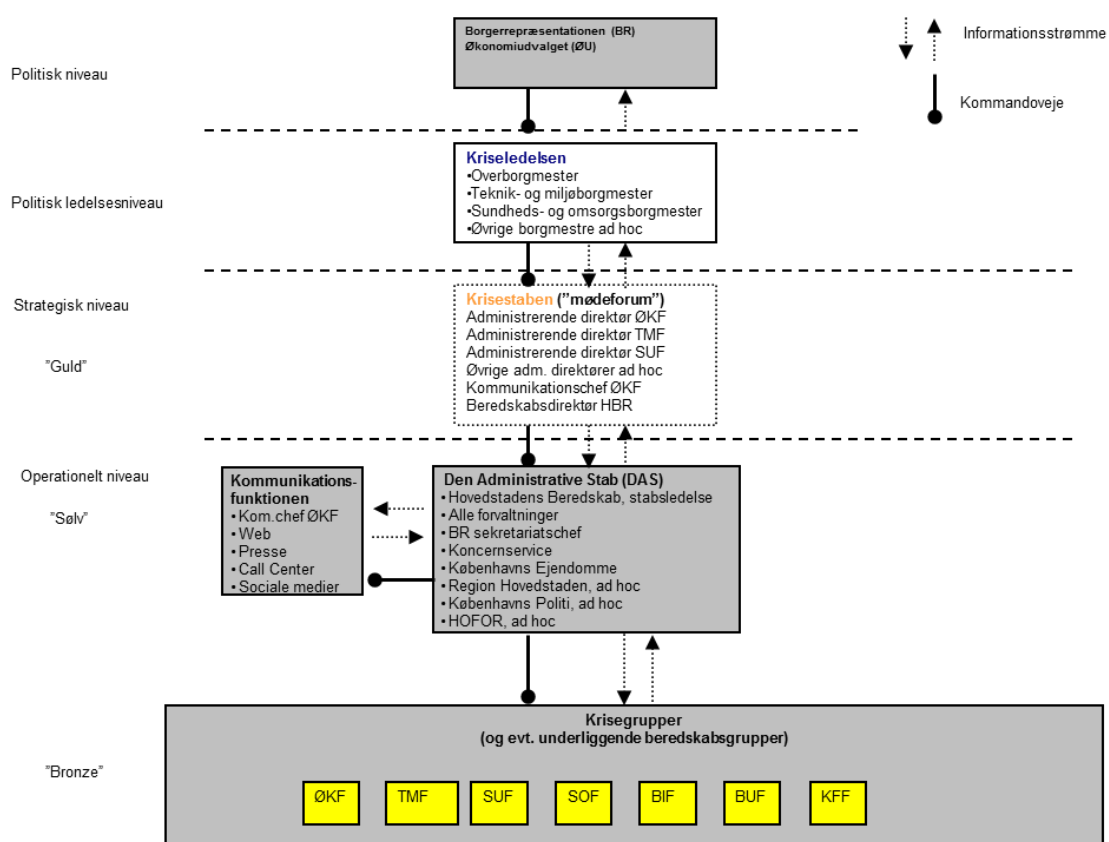 Borgerrepræsentationen (BR)
Økonomiudvalget (ØU)
Informationsstrømme
Kommandoveje
Politisk niveau
Politisk ledelsesniveau
Kriseledelsen
•Overborgmester
•Teknik- og miljøborgmester
•Sundheds- og omsorgsborgmester
•Øvrige borgmestre ad hoc
Strategisk niveau
"Guld"
Krisestaben ("mødeforum")
Administrerende direktør ØKF
Administrerende direktør TMF
Administrerende direktør SUF
Øvrige adm. direktører ad hoc
Kommunikationschef ØKF
Beredskabsdirektør HBR
Operationelt niveau
"Sølv"
Kommunikations-
funktionen
• Kom.chef ØKF
• Web
• Presse
• Call Center
• Sociale medier
Den Administrative Stab (DAS)
• Hovedstadens Beredskab, stabsledelse
• Alle forvaltninger
• BR sekretariatschef
• Koncernservice
• Københavns Ejendomme
• Region Hovedstaden, ad hoc
• Københavns Politi, ad hoc
• HOFOR, ad hoc
"Bronze"
Krisegrupper
(og evt. underliggende beredskabsgrupper)
ØKF TMF SUF SOF BIF BUF KFF